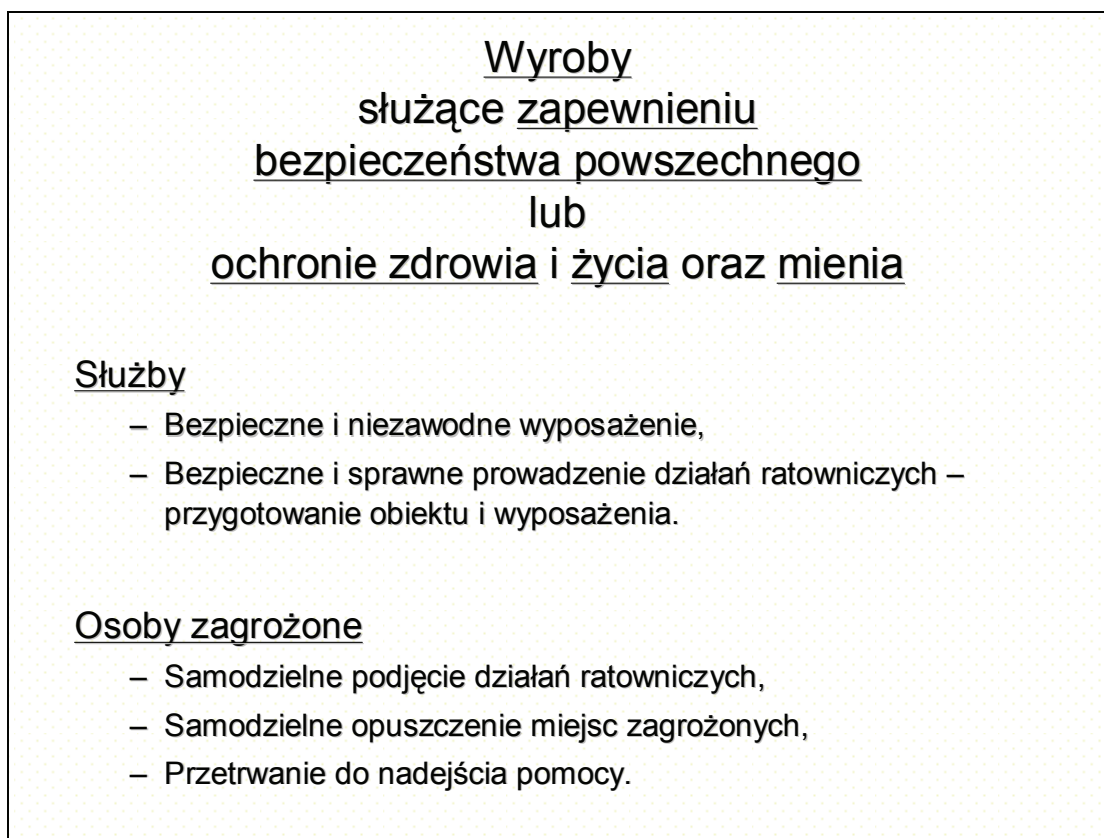 Wyroby
służące zapewnieniu
bezpieczeństwa powszechnego
lub
ochronie zdrowia i życia oraz mienia
Służby
– Bezpieczne i niezawodne wyposażenie,
– Bezpieczne i sprawne prowadzenie działań ratowniczych –
przygotowanie obiektu i wyposażenia.
Osoby zagrożone
– Samodzielne podjęcie działań ratowniczych,
– Samodzielne opuszczenie miejsc zagrożonych,
– Przetrwanie do nadejścia pomocy.